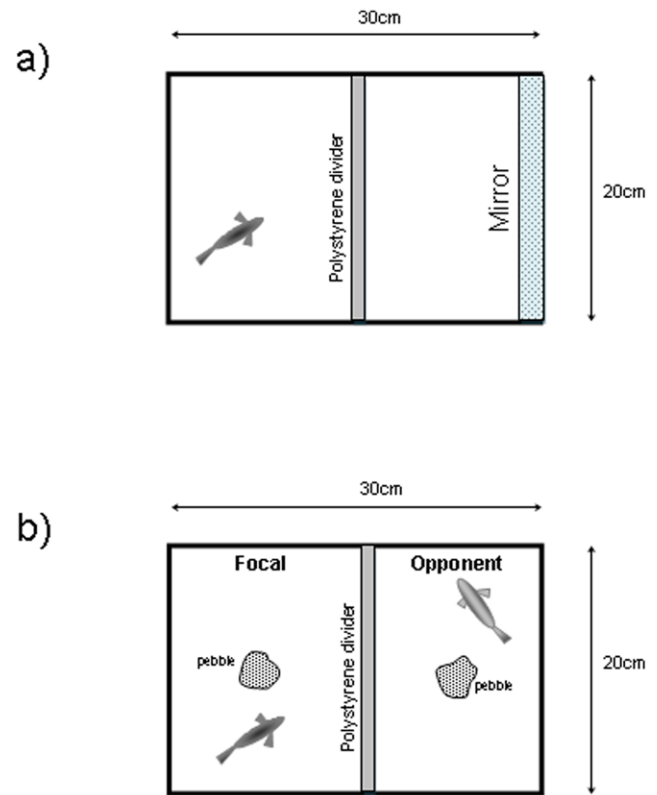 30cm
a)
Polystyrene divider
Mirror
20cm
30cm
b)
Focal
Opponent
pebble
Polystyrene divider
pebble
20cm